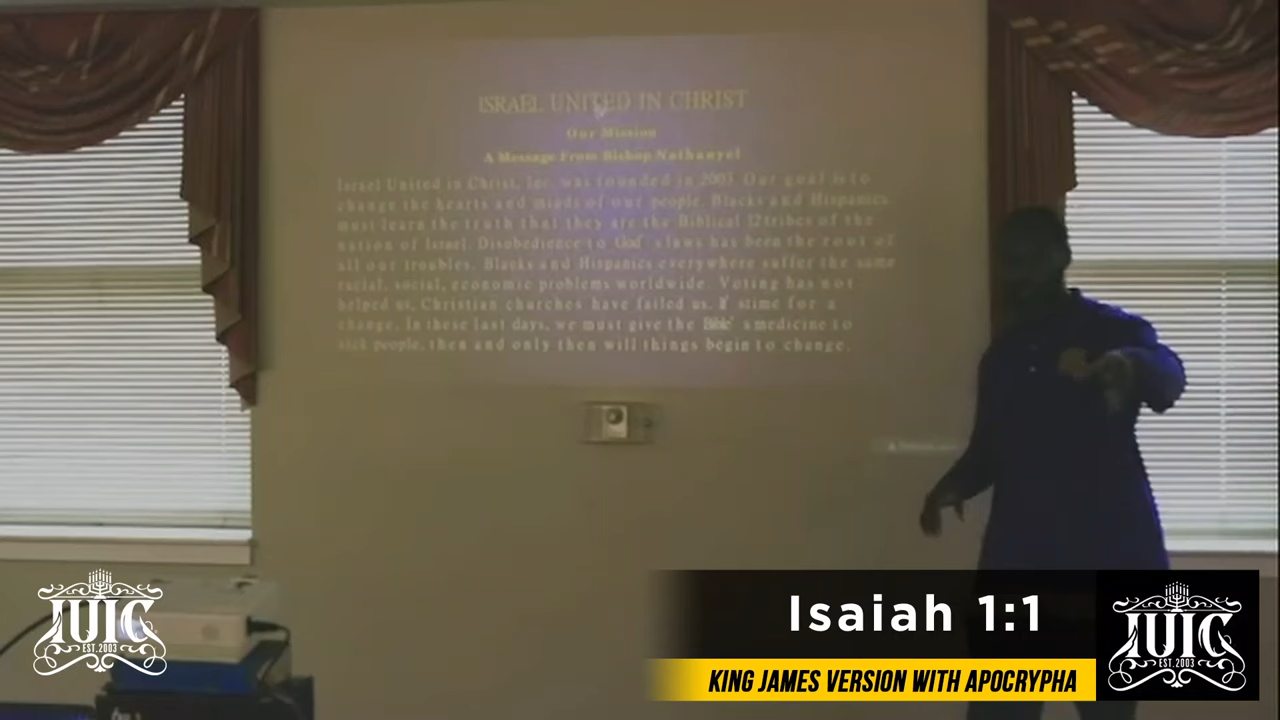 ISRAEL UNITED IN CHRIST
Our Mission
A Message From Bishop Nathanyel
Israel United in Christ, Inc. was founded in 2003. Our goal is to
change the hearts and minds of our people. Blacks and Hispanics
must learn the truth that they are the Biblical 12 tribes of the
nation of Israel. Disobedience to God's laws has been the root of
all our troubles. Blacks and Hispanics everywhere suffer the same
racial, social, economic problems worldwide. Voting has not
helped us, Christian churches have failed us. It stime for a
change. In these last days, we must give the Bible's medicine to
sick people, then and only then will things begin to change.
IUIC
EST. 2003
Isaiah 1:1
KING JAMES VERSION WITH APOCRYPHA
IUIC
EST. 2003